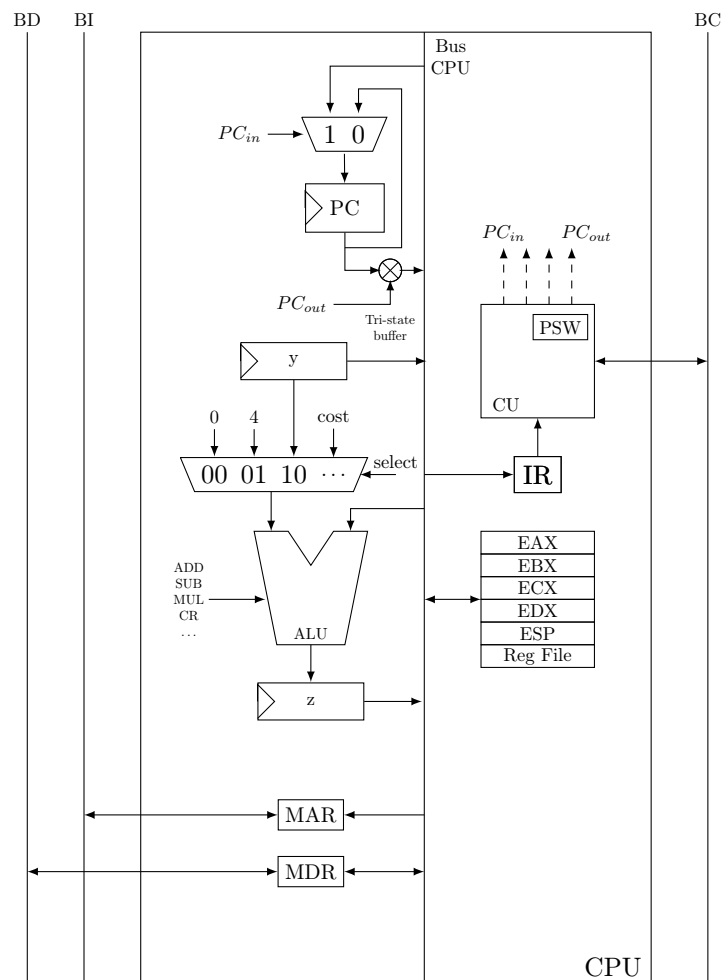 BD
BI
BC
Bus
CPU
PC_in
1 0
PC
PC_in
PC_out
PC_out
Tri-state
buffer
PSW
CU
y
0
4
cost
select
00 01 10 ...
IR
EAX
EBX
ECX
EDX
ESP
Reg File
ADD
SUB
MUL
CR
...
ALU
z
MAR
MDR
CPU